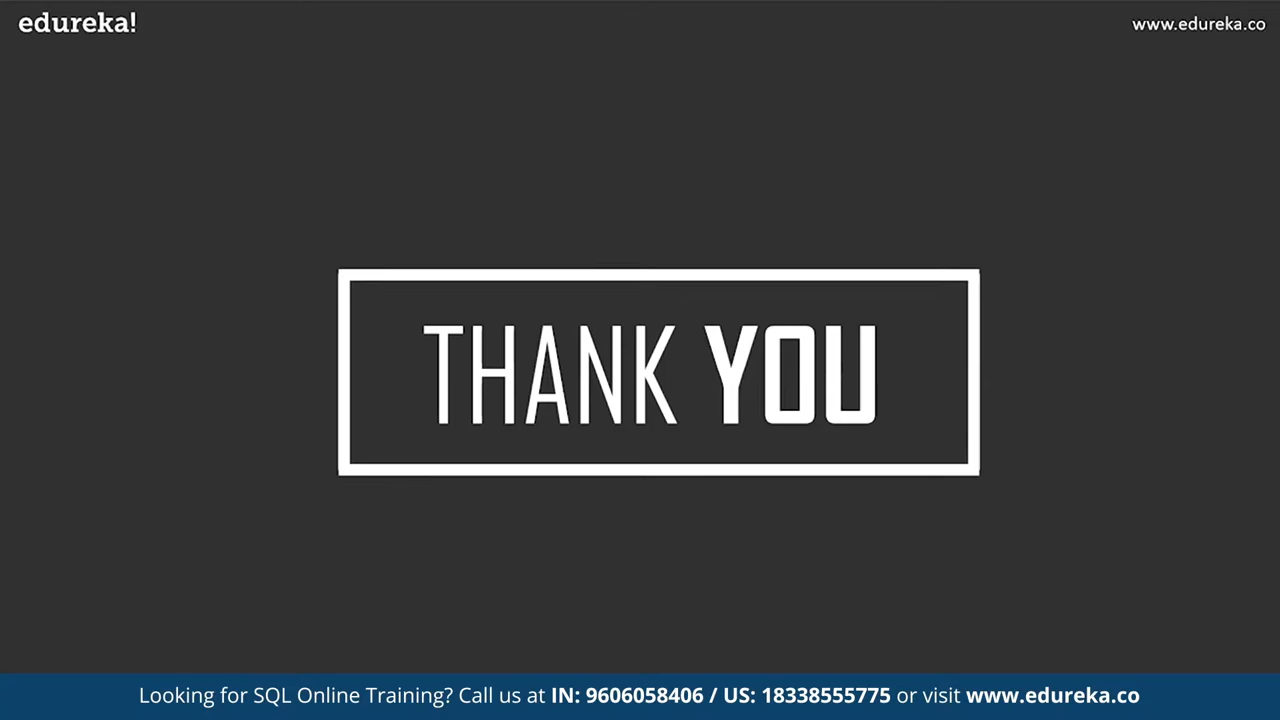 edureka!
www.edureka.co
THANK YOU
Looking for SQL Online Training? Call us at IN: 9606058406 / US: 18338555775 or visit www.edureka.co